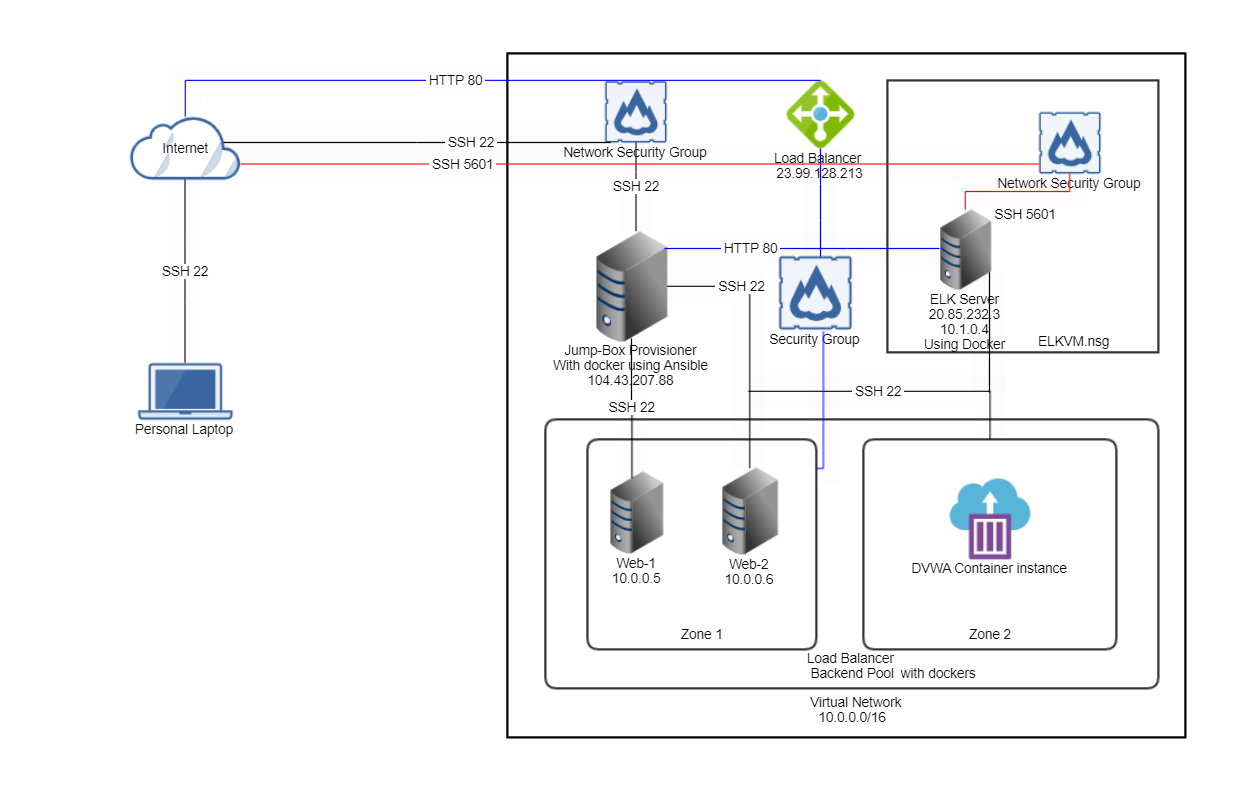 HTTP 80
Internet
SSH 22
SSH 5601
Network Security Group
SSH 22
Load Balancer
23.99.128.213
Network Security Group
SSH 5601
HTTP 80
SSH 22
SSH 22
ELK Server
20.85.232.3
10.1.0.4
Using Docker
ELKVM.nsg
Security Group
Jump-Box Provisioner
With docker using Ansible
104.43.207.88
SSH 22
SSH 22
Personal Laptop
Web-1
10.0.0.5
Web-2
10.0.0.6
Zone 1
DVWA Container instance
Zone 2
Load Balancer
Backend Pool with dockers
Virtual Network
10.0.0.0/16